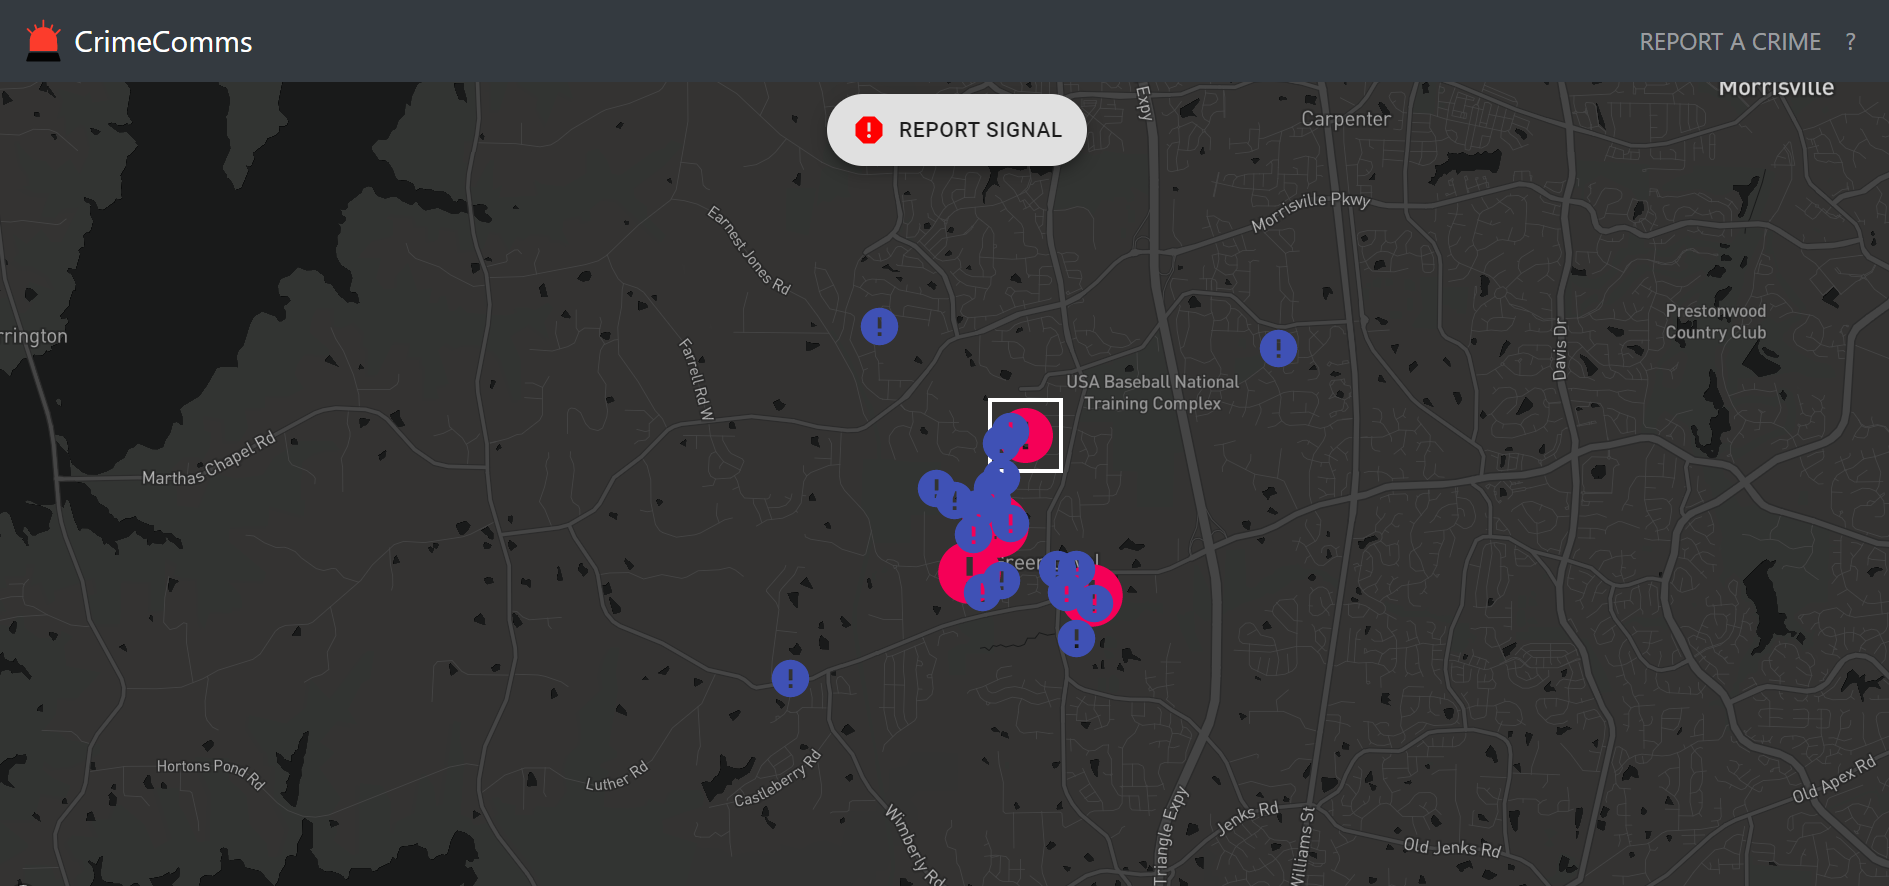 CrimeComms
REPORT A CRIME ?
REPORT SIGNAL
Morrisville
Expy
Carpenter
Morrisville Pkwy
Earnest Jones Rd
Prestonwood
Country Club
rrington
Davis Dr
Farrell Rd W
USA Baseball National
Training Complex
Marthas Chapel Rd
reen l
Hortons Pond Rd
Luther Rd
Castleberry Rd
Wimberly Rd
Triangle Expy
Jenks Rd
Williams St
Old Jenks Rd
Old Apex Rd